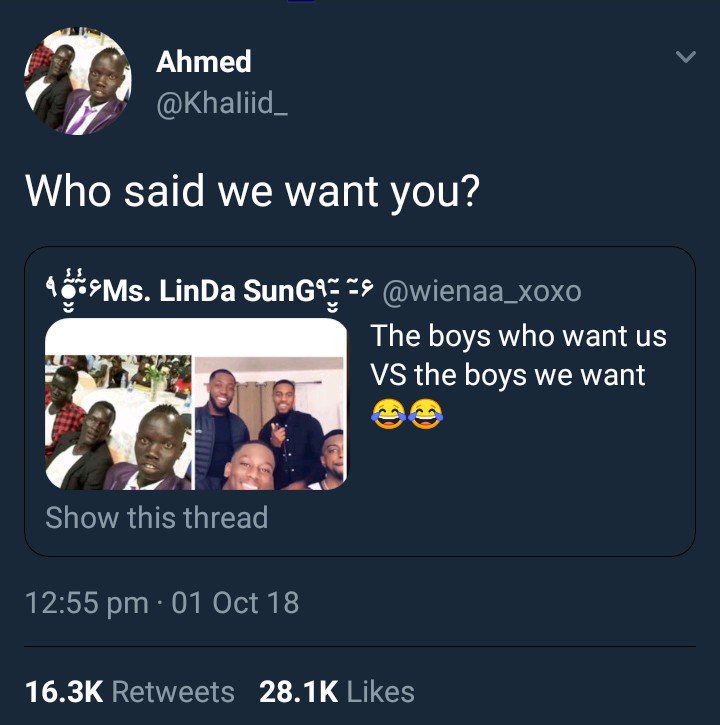 Ahmed
@Khaliid_
Who said we want you?
Ms. LinDa SunG @wienaa_xoxo
The boys who want us
VS the boys we want
😂😂
Show this thread
12:55 pm · 01 Oct 18
16.3K Retweets 28.1K Likes